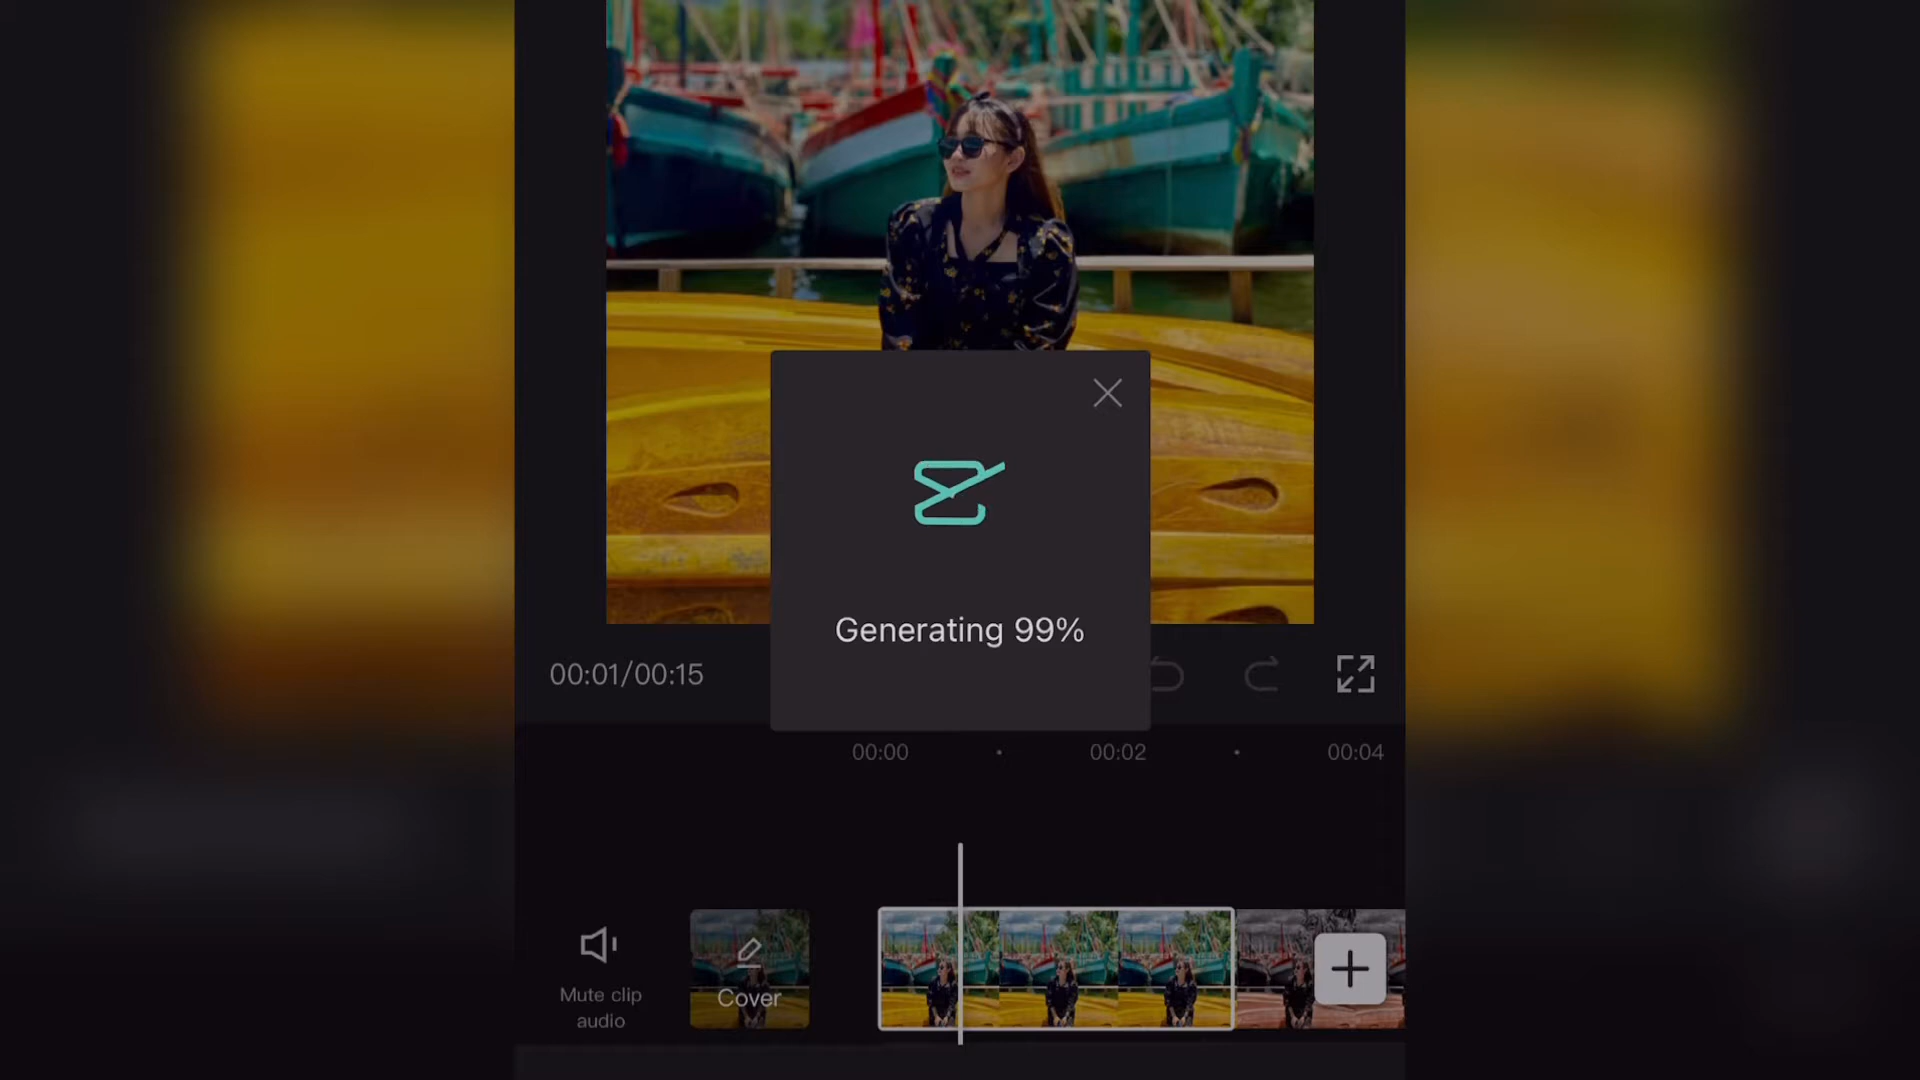 Generating 99%
00:01/00:15
00:00
00:02
00:04
Mute clip
audio
Cover